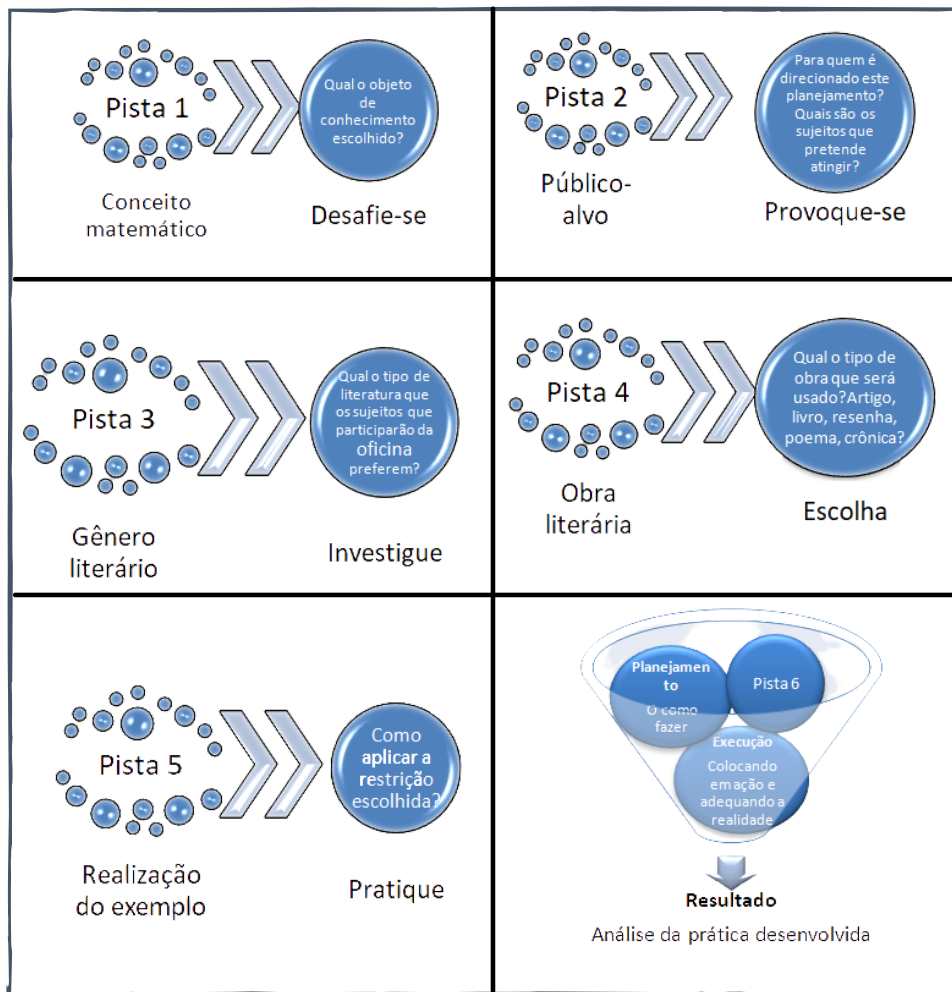 Pista 1
Qual o objeto
de
conhecimento
escolhido?
Conceito
matemático
Desafie-se
Pista 2
Para quem é
direcionado este
planejamento?
Quais são os
sujeitos que
pretende
atingir?
Público-
alvo
Provoque-se
Pista 3
Qual o tipo de
literatura que
os sujeitos que
participarão da
oficina
preferem?
Gênero
literário
Investigue
Pista 4
Qual o tipo de
obra que será
usado?Artigo,
livro, resenha,
poema, crônica?
Obra
literária
Escolha
Pista 5
Como
aplicar a
restrição
escolhida?
Realização
do exemplo
Pratique
Planejamen
to
O como
fazer
Pista 6
Execução
Colocando
em ação e
adequando a
realidade
Resultado
Análise da prática desenvolvida